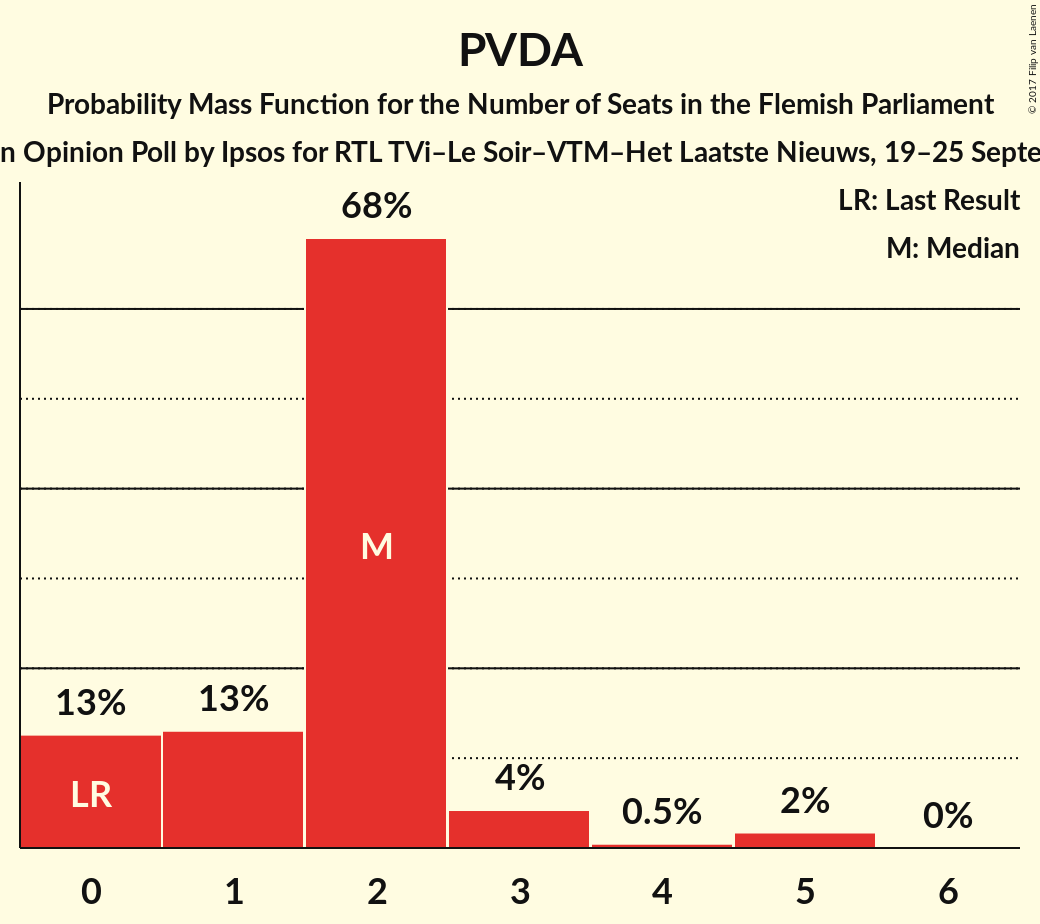 PVDA
Probability Mass Function for the Number of Seats in the Flemish Parliament
n Opinion Poll by Ipsos for RTL TVi–Le Soir–VTM–Het Laatste Nieuws, 19–25 Septe
© 2017 Filip van Laenen
LR: Last Result
M: Median
68%
M
13%
13%
LR
4%
0.5%
2%
0%
0 1 2 3 4 5 6